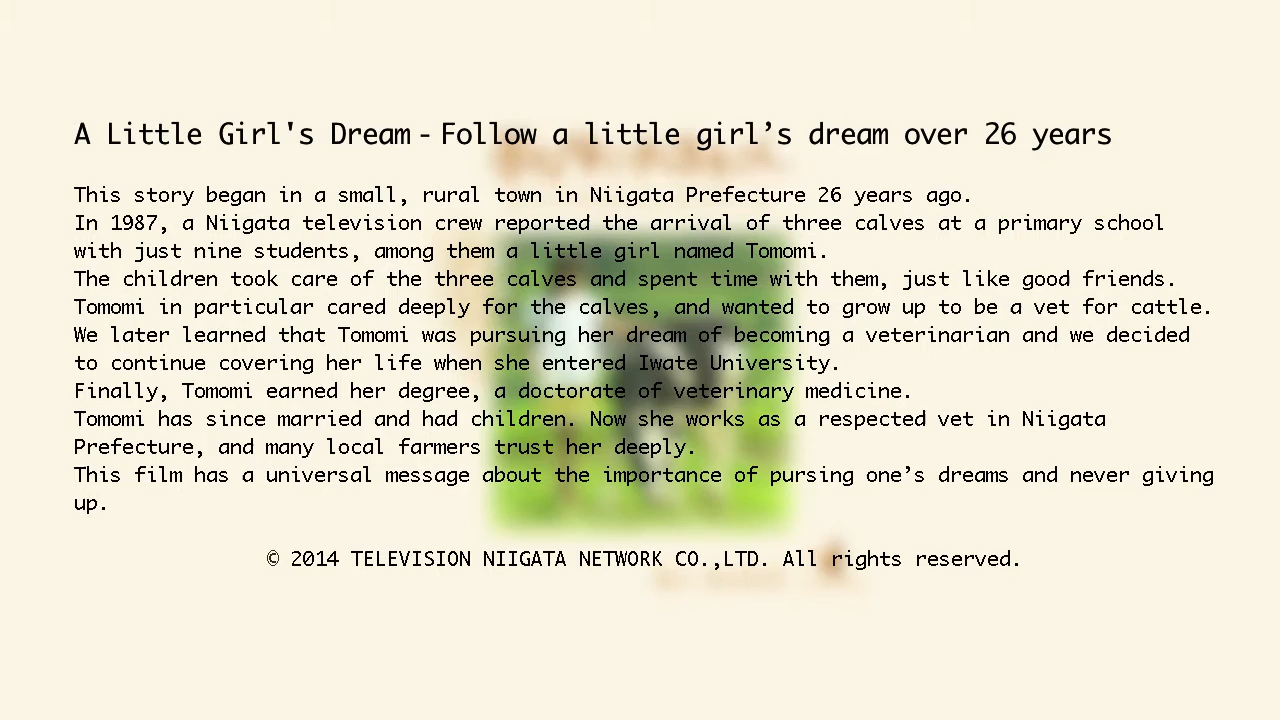 A Little Girl's Dream - Follow a little girl’s dream over 26 years
This story began in a small, rural town in Niigata Prefecture 26 years ago.
In 1987, a Niigata television crew reported the arrival of three calves at a primary school
with just nine students, among them a little girl named Tomomi.
The children took care of the three calves and spent time with them, just like good friends.
Tomomi in particular cared deeply for the calves, and wanted to grow up to be a vet for cattle.
We later learned that Tomomi was pursuing her dream of becoming a veterinarian and we decided
to continue covering her life when she entered Iwate University.
Finally, Tomomi earned her degree, a doctorate of veterinary medicine.
Tomomi has since married and had children. Now she works as a respected vet in Niigata
Prefecture, and many local farmers trust her deeply.
This film has a universal message about the importance of pursing one’s dreams and never giving
up.
© 2014 TELEVISION NIIGATA NETWORK CO.,LTD. All rights reserved.